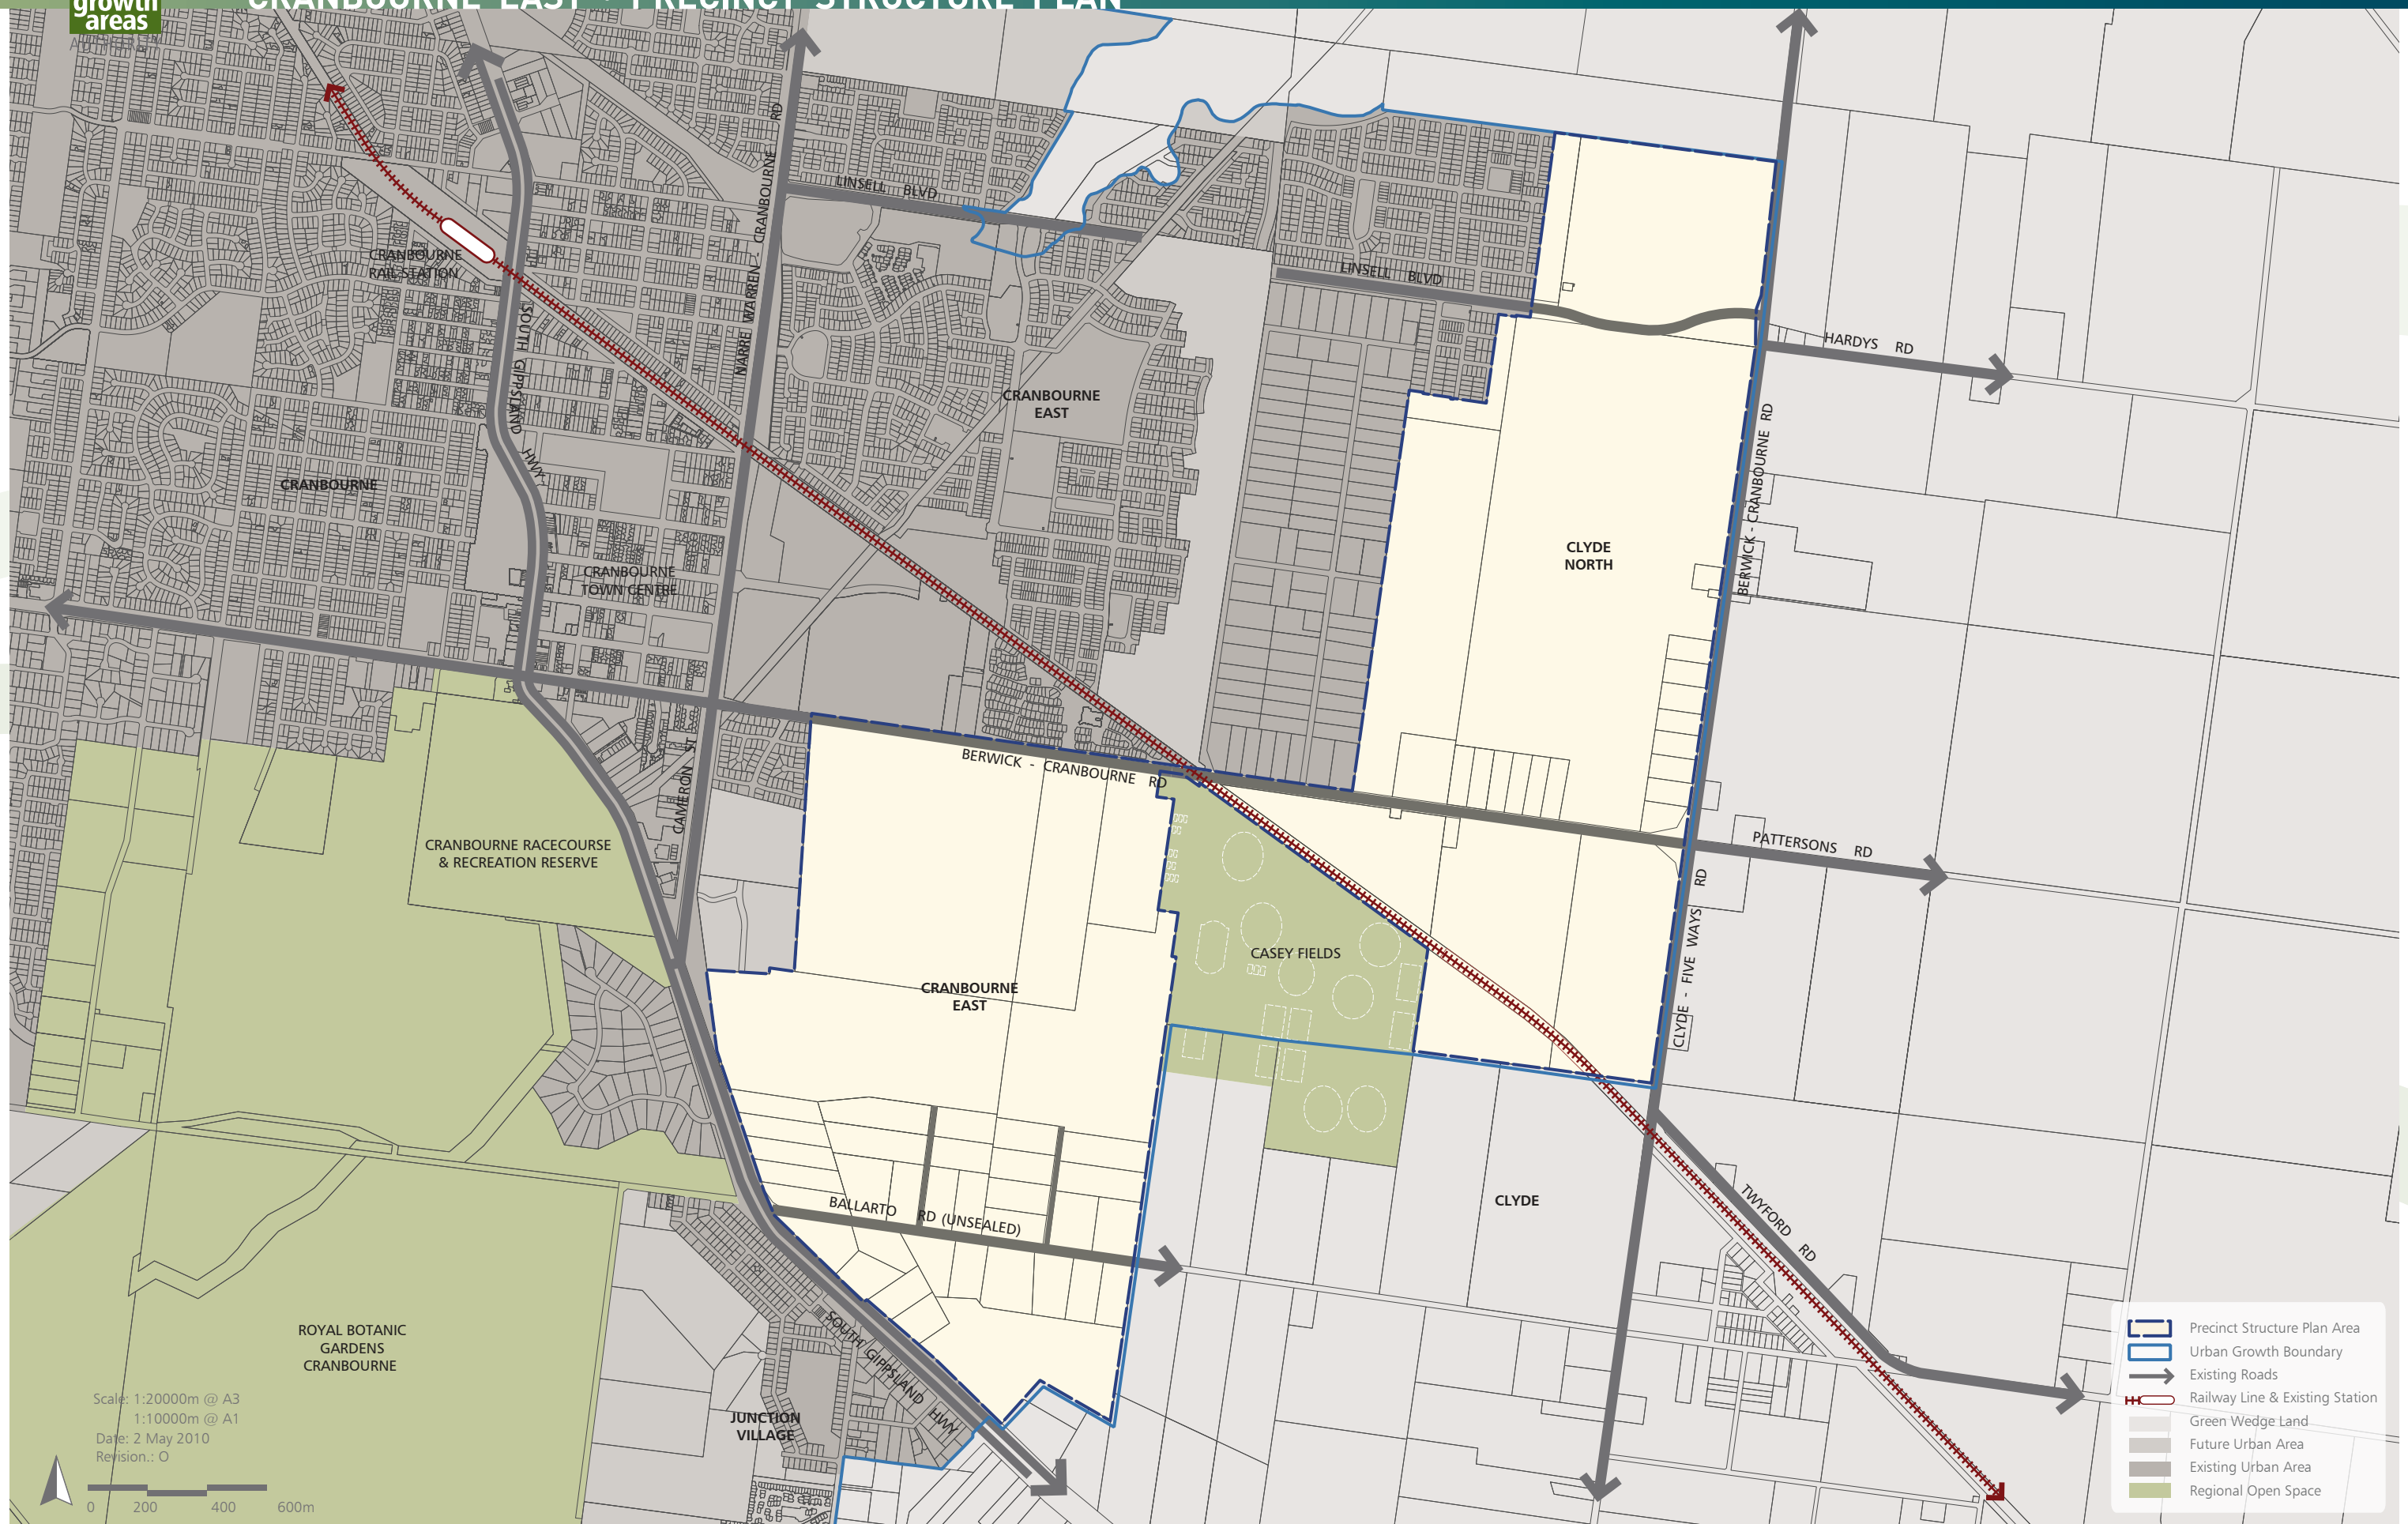 growth
areas
CRANBOURNE EAST - PRECINCT STRUCTURE PLAN
NARRE WARREN - CRANBOURNE RD
LINSELL BLVD
CRANBOURNE
RAIL STATION
LINSELL BLVD
SOUTH GIPPSLAND HWY
HARDYS RD
CRANBOURNE
EAST
BERWICK - CRANBOURNE RD
CRANBOURNE
CLYDE
NORTH
CRANBOURNE
TOWN CENTRE
BERWICK - CRANBOURNE RD
CAMERON ST
CRANBOURNE RACECOURSE
& RECREATION RESERVE
PATTERSONS RD
CLYDE - FIVE WAYS RD
CASEY FIELDS
CRANBOURNE
EAST
CLYDE
BALLARTO RD (UNSEALED)
TWYFORD RD
ROYAL BOTANIC
GARDENS
CRANBOURNE
SOUTH GIPPSLAND HWY
JUNCTION
VILLAGE
Scale: 1:20000m @ A3
1:10000m @ A1
Date: 2 May 2010
Revision.: O
0 200 400 600m
Precinct Structure Plan Area
Urban Growth Boundary
Existing Roads
Railway Line & Existing Station
Green Wedge Land
Future Urban Area
Existing Urban Area
Regional Open Space